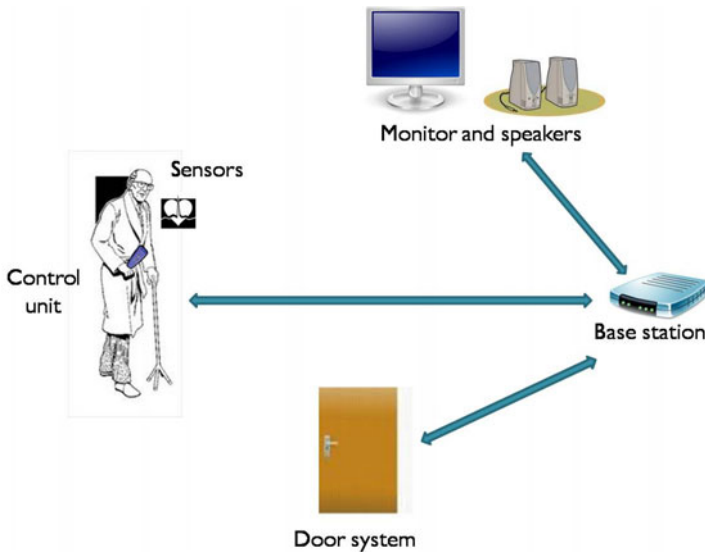 Monitor and speakers
Sensors
Control
unit
Base station
Door system